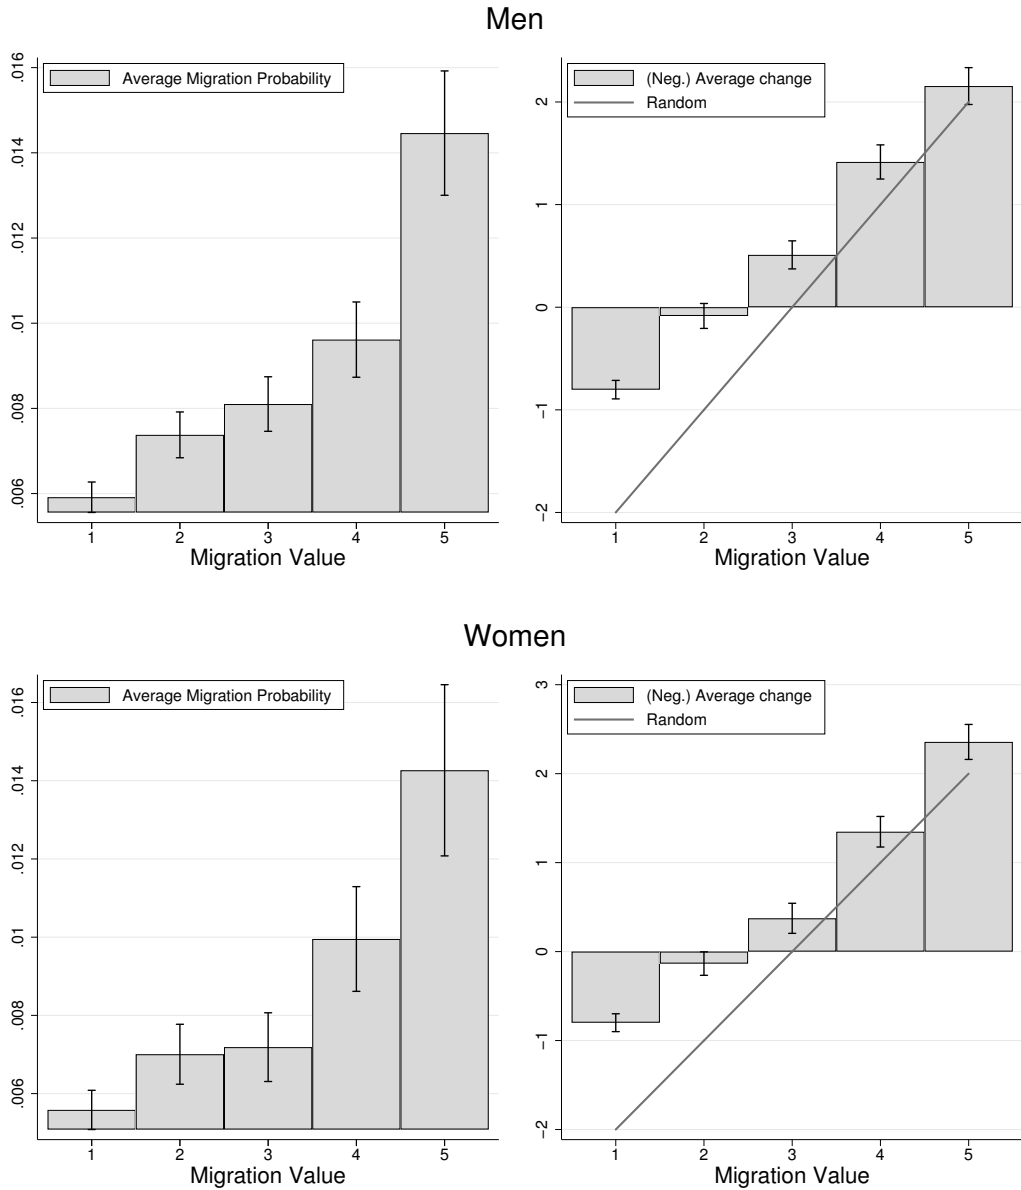 Men
Average Migration Probability
.016
.014
.012
.01
.008
.006
1 2 3 4 5
Migration Value
(Neg.) Average change
Random
2
1
0
−1
−2
1 2 3 4 5
Migration Value
Women
Average Migration Probability
.016
.014
.012
.01
.008
.006
1 2 3 4 5
Migration Value
(Neg.) Average change
Random
3
2
1
0
−1
−2
1 2 3 4 5
Migration Value